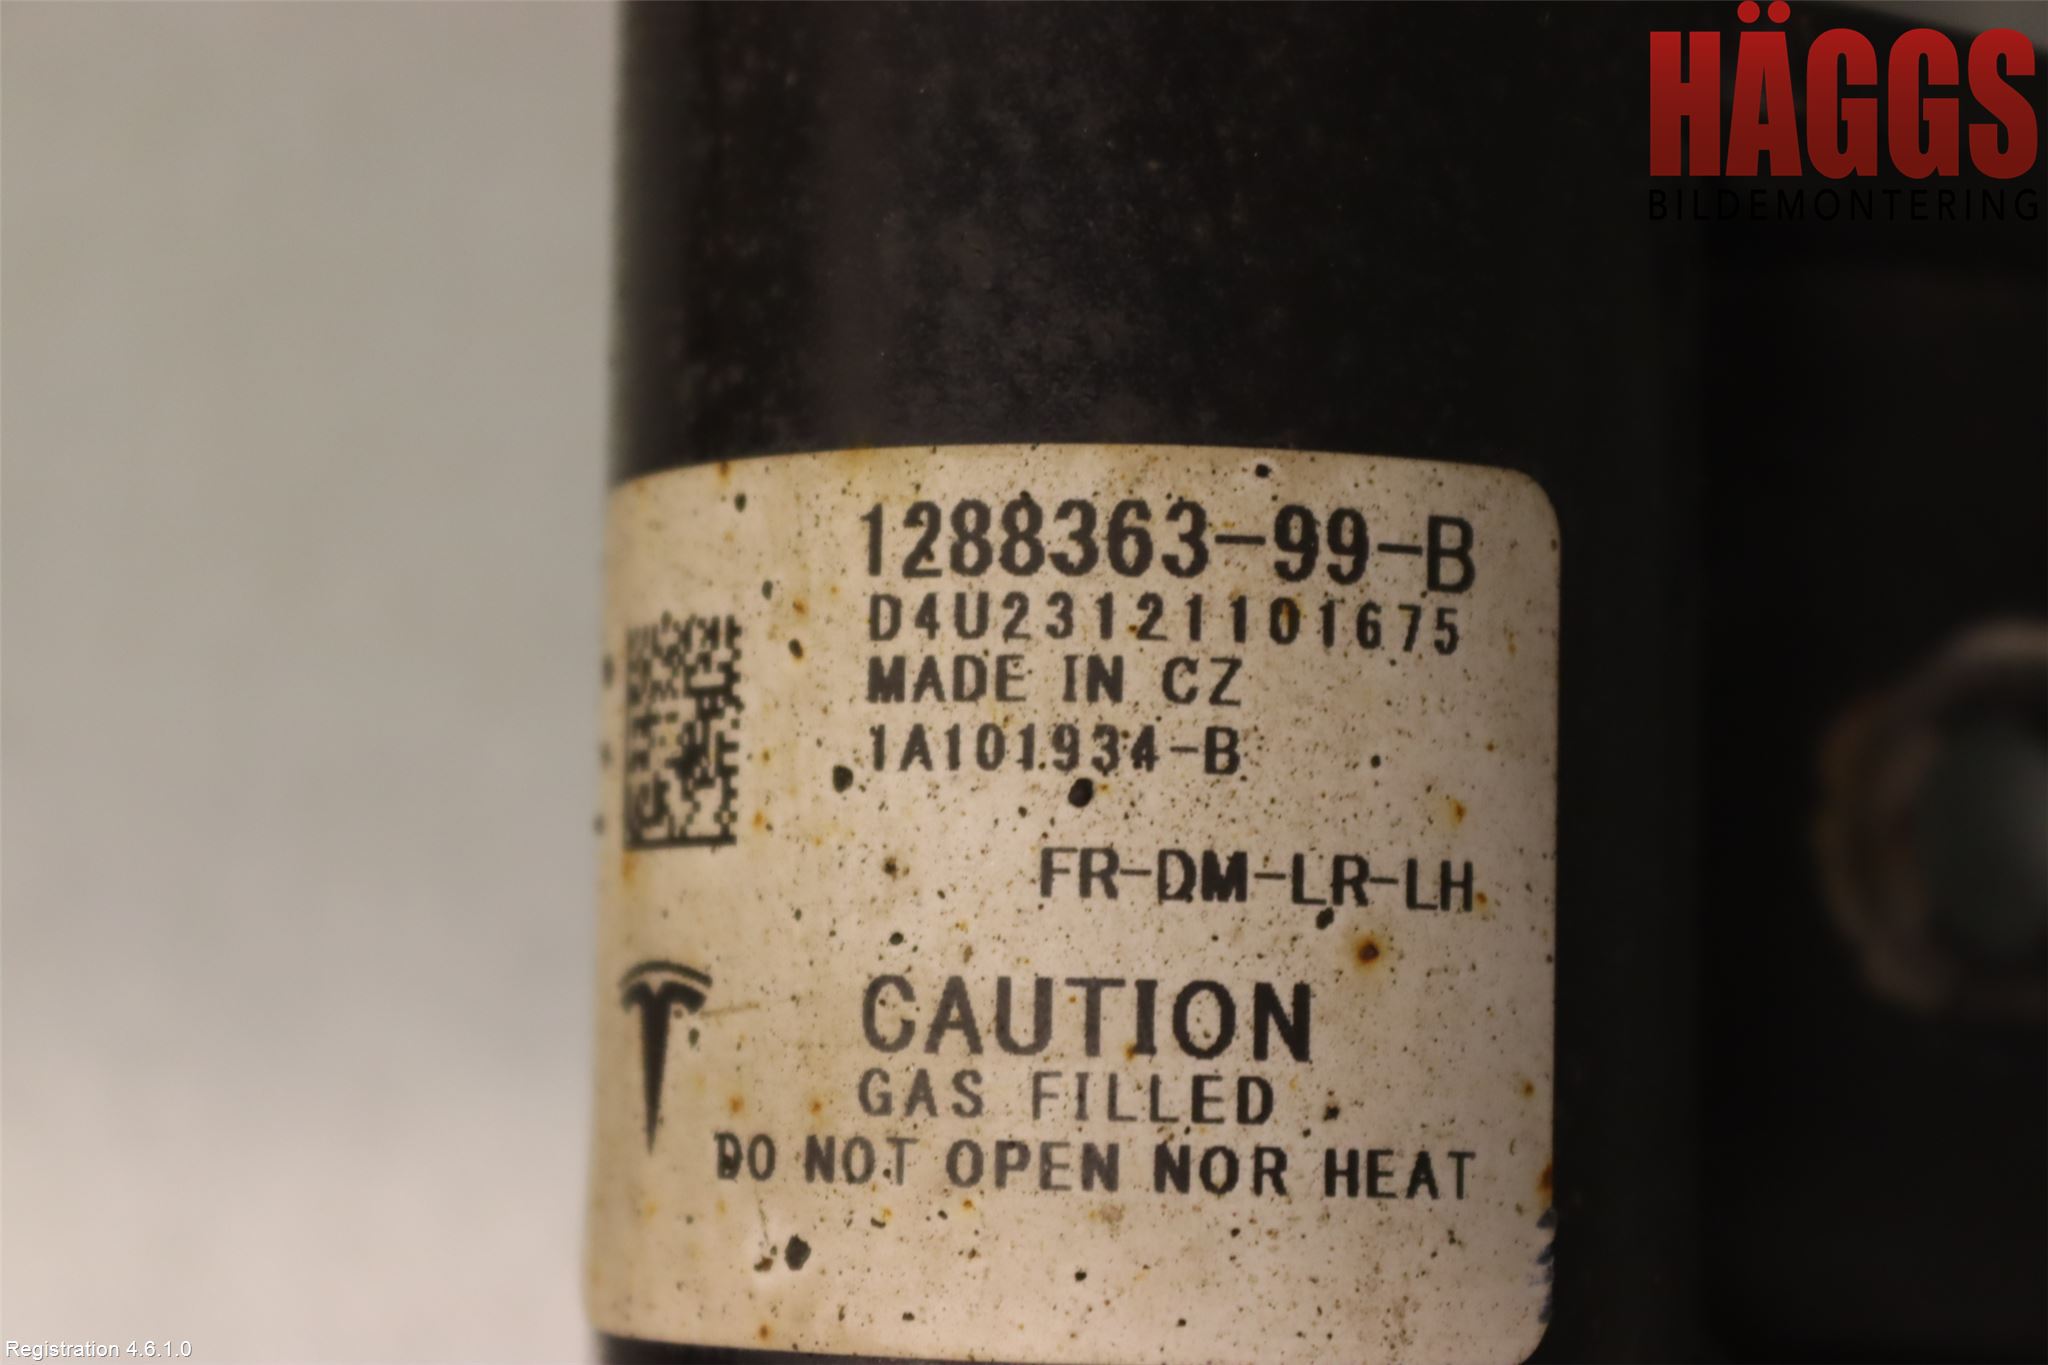 HÄGGS
BILDEMONTERING
1288363-99-B
D4U23121101675
MADE IN CZ
1A101934-B
FR-DM-LR-LH
CAUTION
GAS FILLED
DO NOT OPEN NOR HEAT
Registration 4.6.1.0